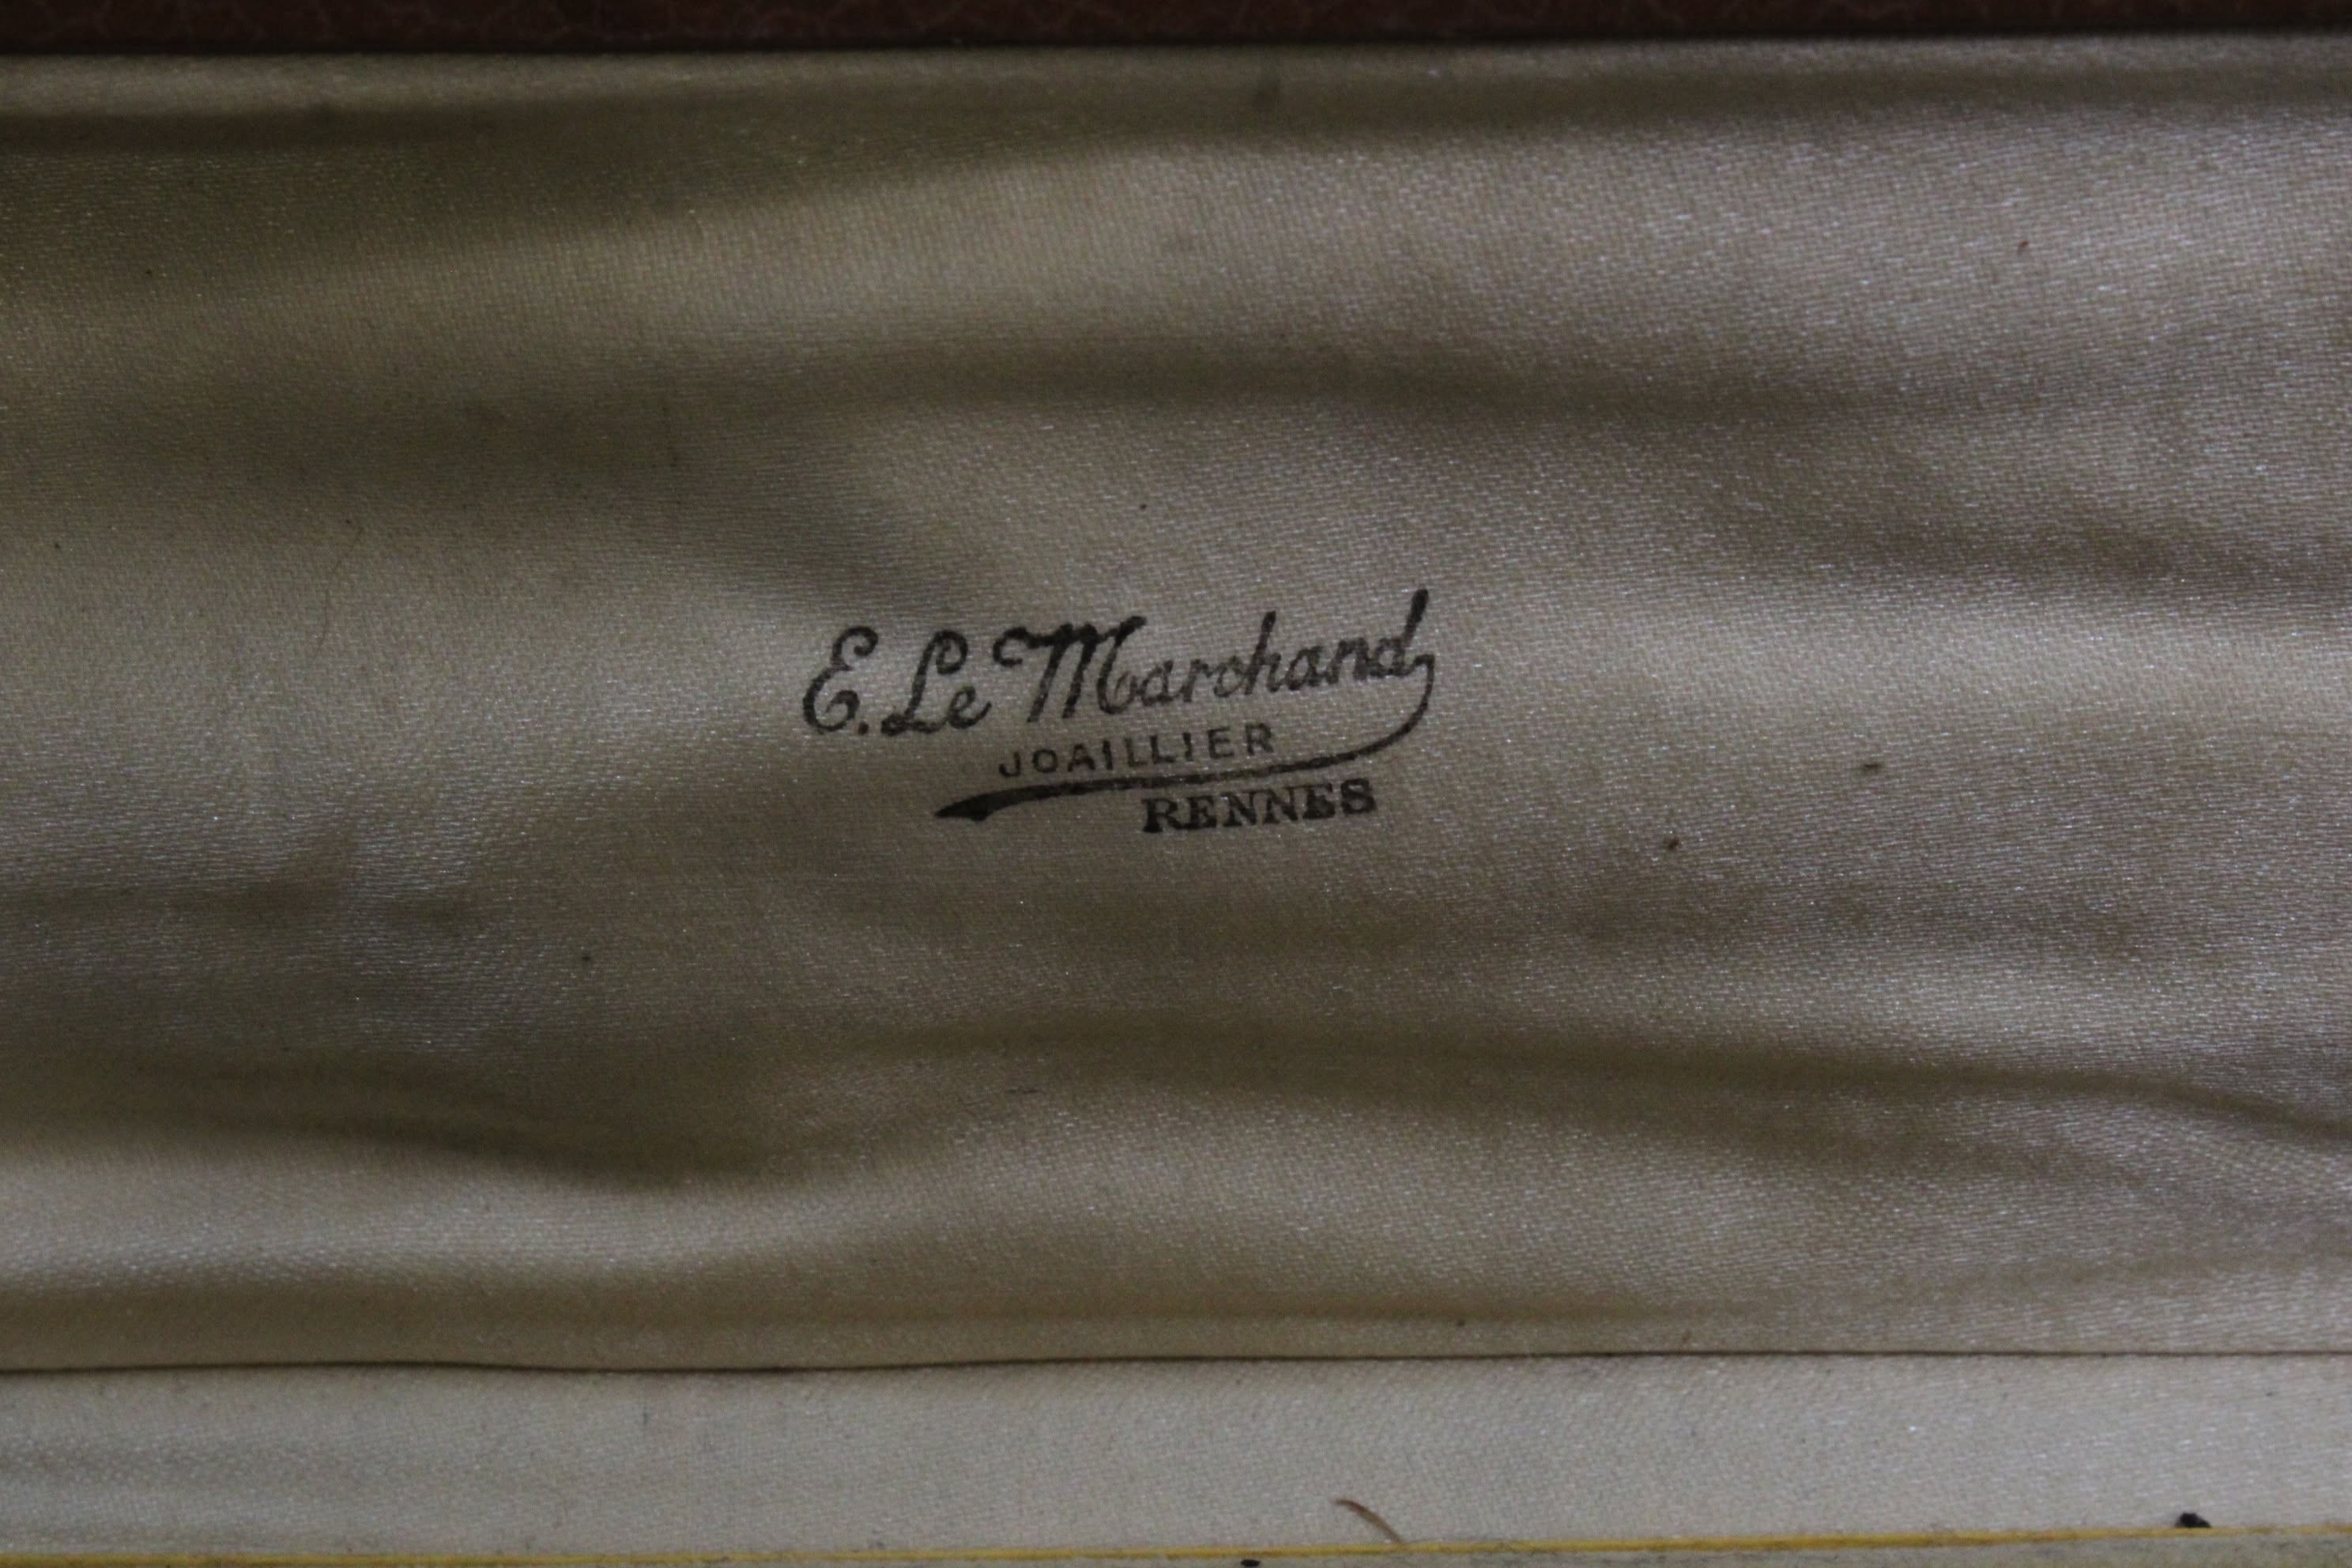 E. Le Marchand
JOAILLIER
RENNES